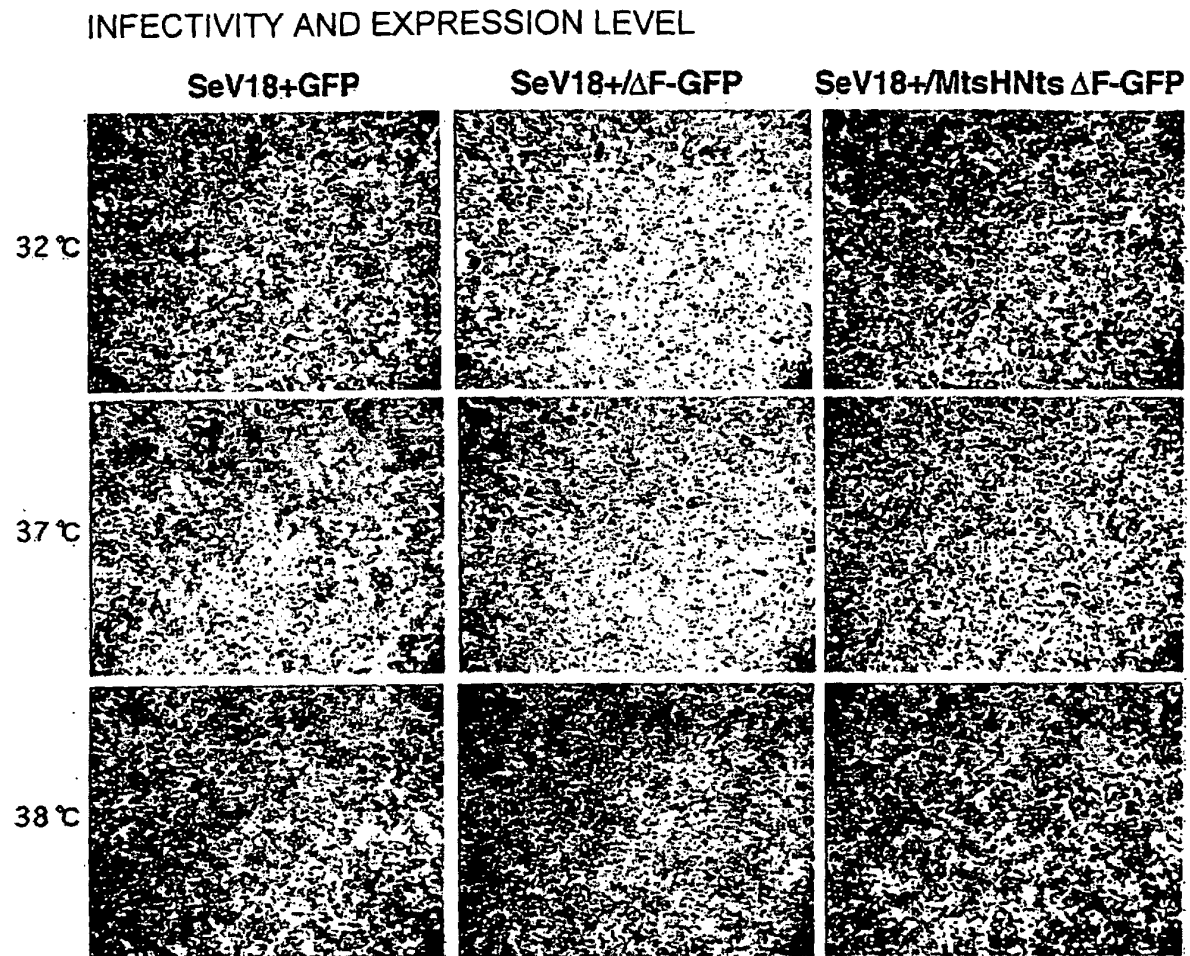 INFECTIVITY AND EXPRESSION LEVEL
SeV18+GFP SeV18+/ΔF-GFP SeV18+/MtsHNts ΔF-GFP
32 ℃
37 ℃
38 ℃